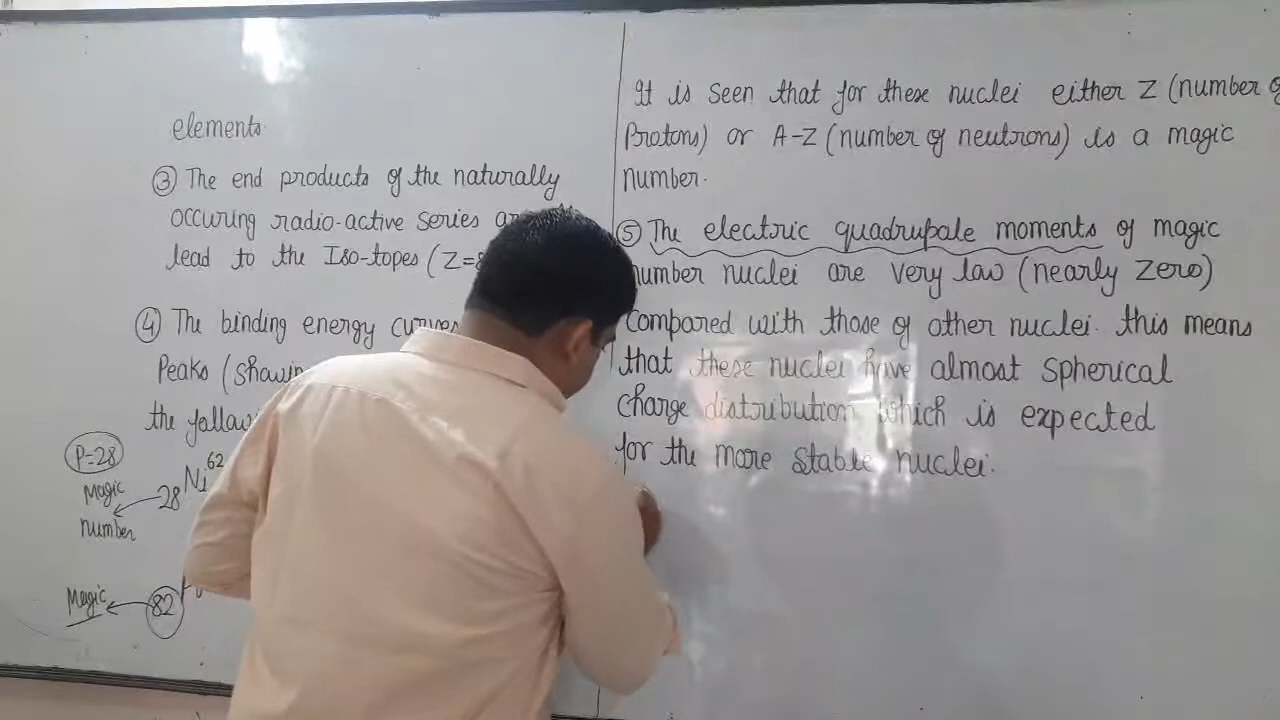 elements
③ The end products of the naturally
occuring radio-active series
lead to the Iso-topes (Z=
④ The binding energy curves
Peaks (showin
the follow
P=28
Magic
number
28 Ni 62
Magic
82
It is seen that for these nuclei either Z (number of
Protons) or A-Z (number of neutrons) is a magic
number.
⑤ The electric quadrupale moments of magic
number nuclei are very low (nearly zero)
Compared with those of other nuclei. this means
that these nuclei have almost spherical
charge distribution which is expected
for the more stable nuclei.